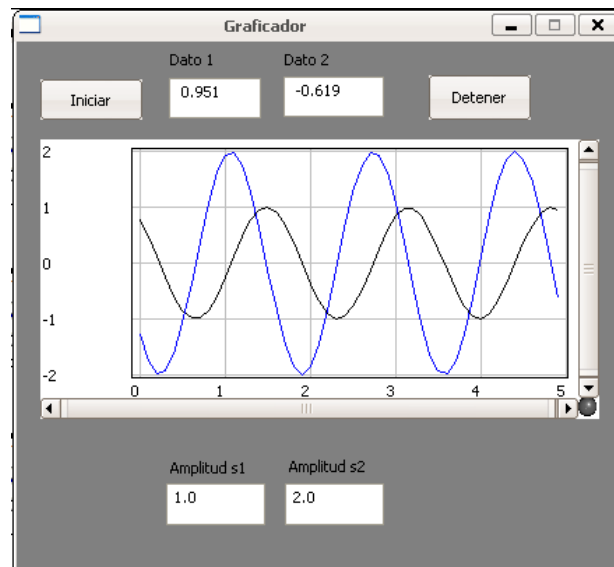 Graficador
Dato 1 Dato 2
Iniciar 0.951 -0.619 Detener
2
1
0
-1
-2
0 1 2 3 4 5
Amplitud s1 Amplitud s2
1.0 2.0